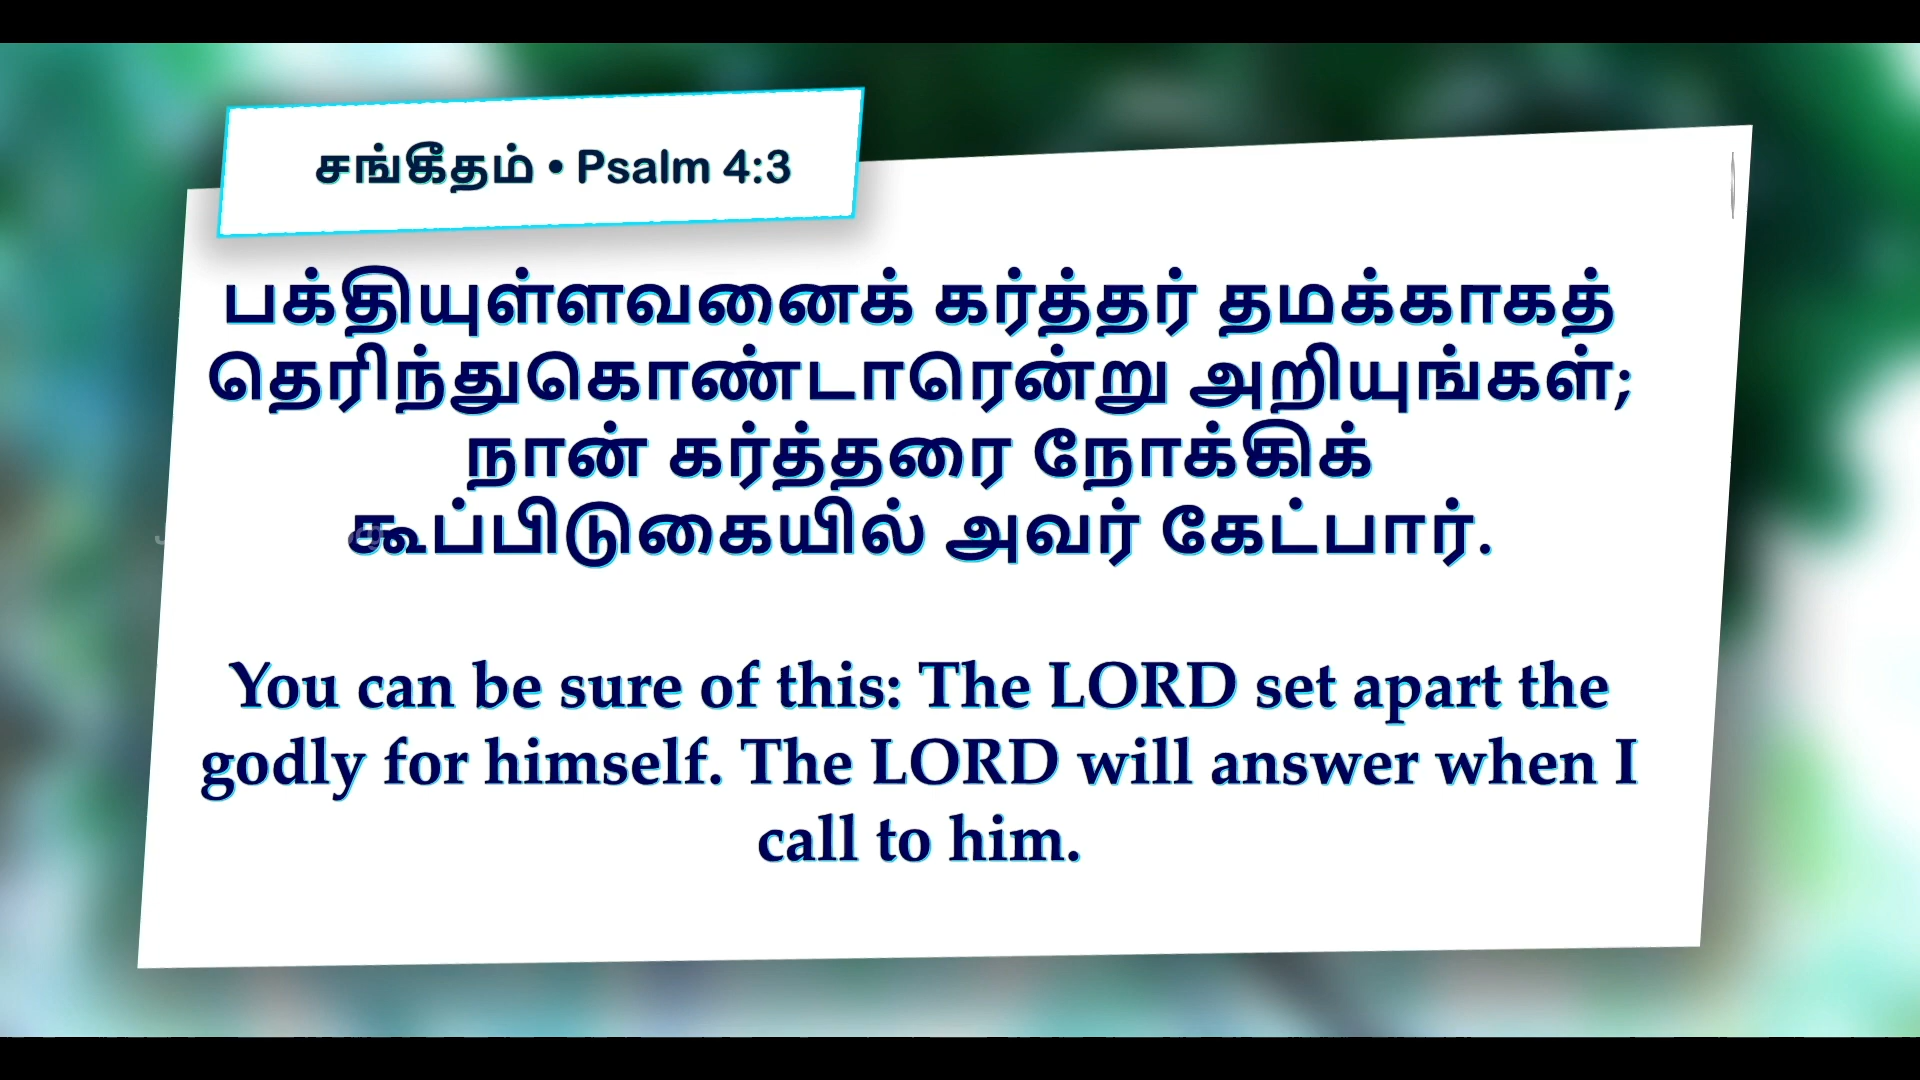 சங்கீதம் • Psalm 4:3
பக்தியுள்ளவனைக் கர்த்தர் தமக்காகத்
தெரிந்துகொண்டாரென்று அறியுங்கள்;
நான் கர்த்தரை நோக்கிக்
கூப்பிடுகையில் அவர் கேட்பார்.
You can be sure of this: The LORD set apart the
godly for himself. The LORD will answer when I
call to him.